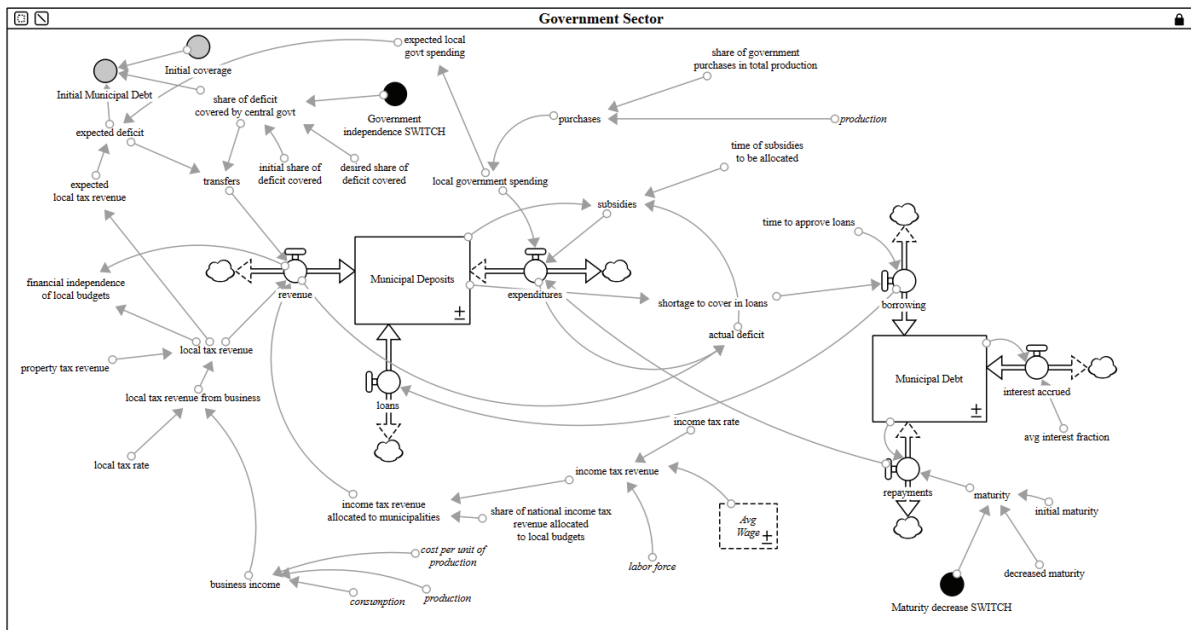 Government Sector
expected local
govt spending
share of government
purchases in total production
Initial coverage
Initial Municipal Debt
share of deficit
covered by central govt
Government
independence SWITCH
purchases
production
expected deficit
time of subsidies
to be allocated
initial share of
deficit covered
desired share of
deficit covered
expected
local tax revenue
transfers
local government spending
subsidies
time to approve loans
financial independence
of local budgets
Municipal Deposits
revenue
expenditures
shortage to cover in loans
borrowing
actual deficit
local tax revenue
property tax revenue
Municipal Debt
local tax revenue from business
loans
interest accrued
income tax rate
avg interest fraction
local tax rate
income tax revenue
repayments
maturity
income tax revenue
allocated to municipalities
share of national income tax
revenue allocated
to local budgets
Avg
Wage
initial maturity
cost per unit of
production
labor force
business income
decreased maturity
consumption
production
Maturity decrease SWITCH